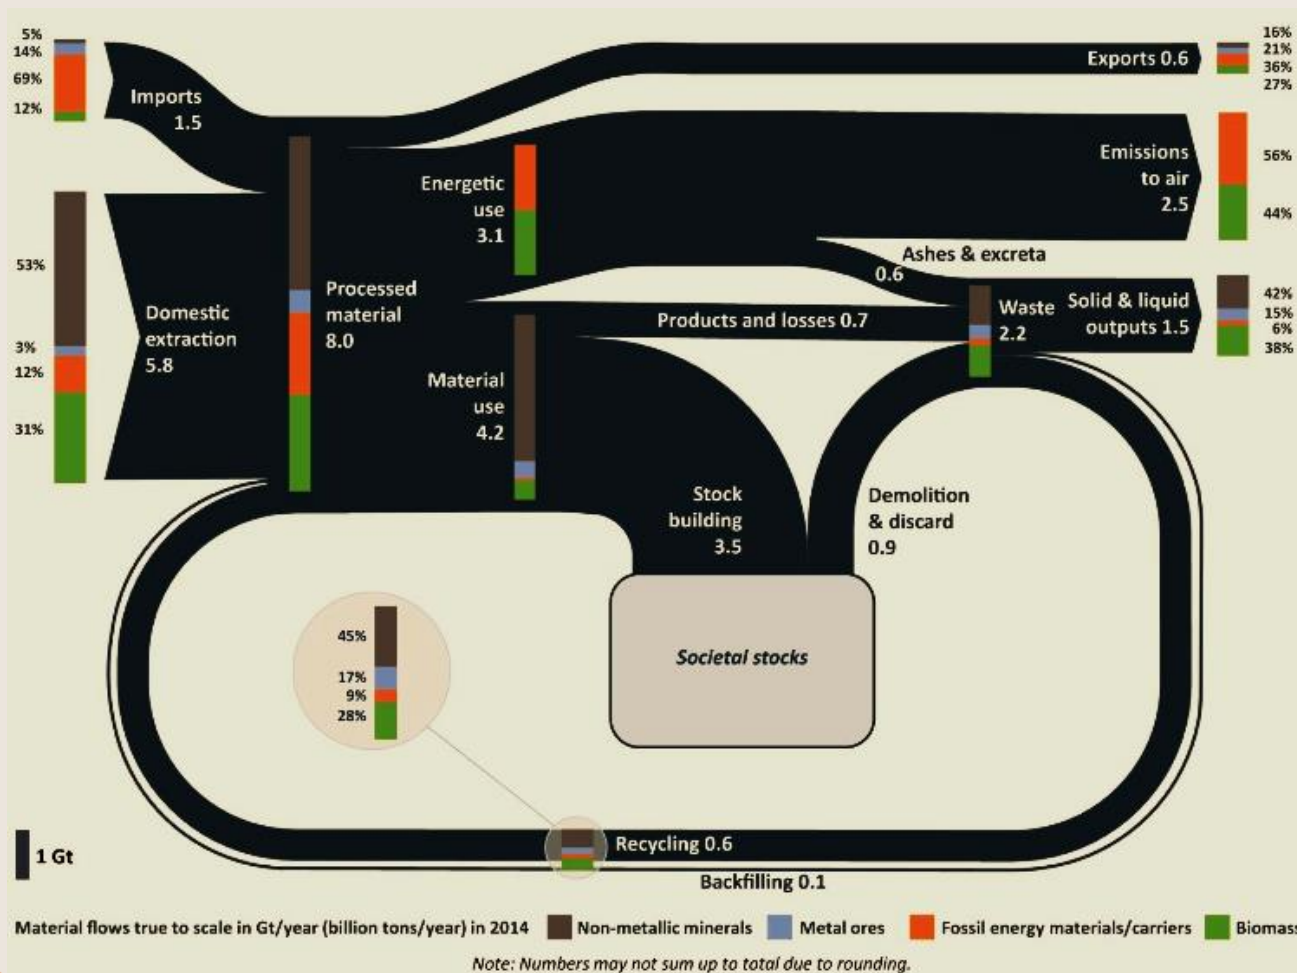 5%
14%
69%
12%
Imports
1.5
53%
3%
12%
31%
Domestic
extraction
5.8
Processed
material
8.0
Energetic
use
3.1
Material
use
4.2
Exports 0.6
16%
21%
36%
27%
Emissions
to air
2.5
56%
44%
Ashes & excreta
0.6
Products and losses 0.7
Waste
2.2
Solid & liquid
outputs 1.5
42%
15%
6%
38%
Stock
building
3.5
Demolition
& discard
0.9
Societal stocks
45%
17%
9%
28%
Recycling 0.6
Backfilling 0.1
1 Gt
Material flows true to scale in Gt/year (billion tons/year) in 2014 Non-metallic minerals Metal ores Fossil energy materials/carriers Biomass
Note: Numbers may not sum up to total due to rounding.